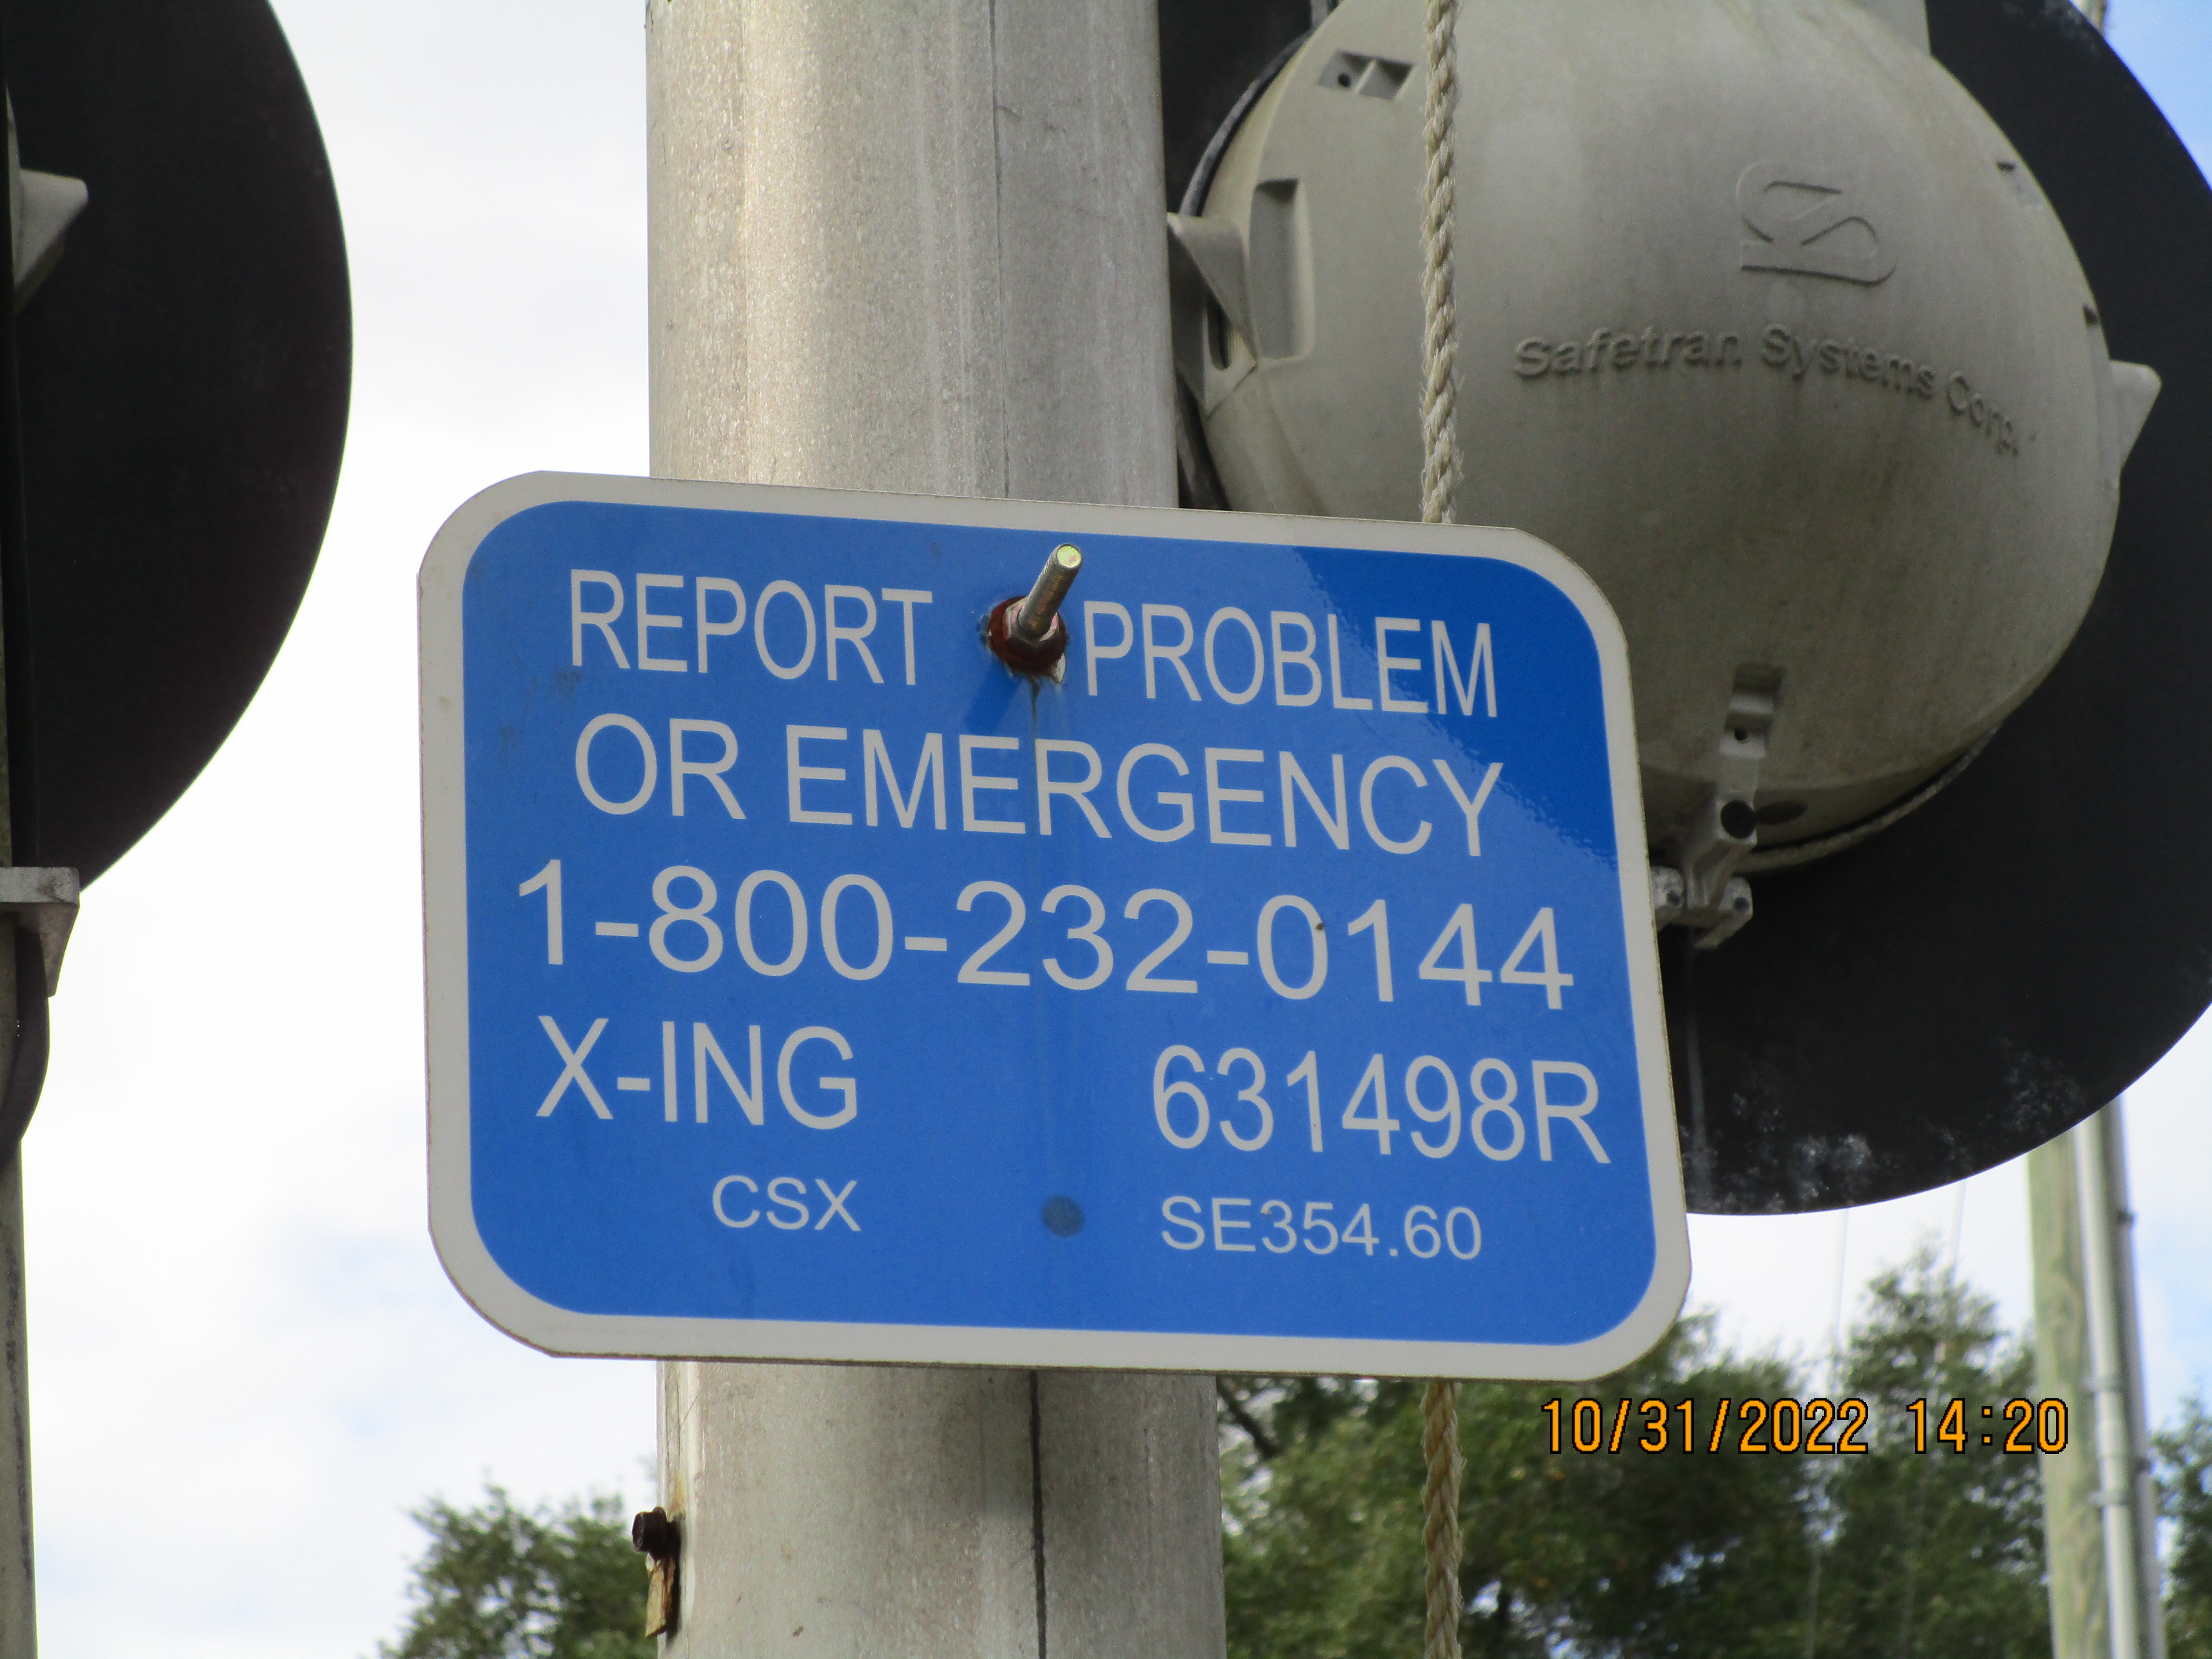 Safetran Systems Corp.
REPORT PROBLEM
OR EMERGENCY
1-800-232-0144
X-ING 631498R
CSX SE354.60
10/31/2022 14:20